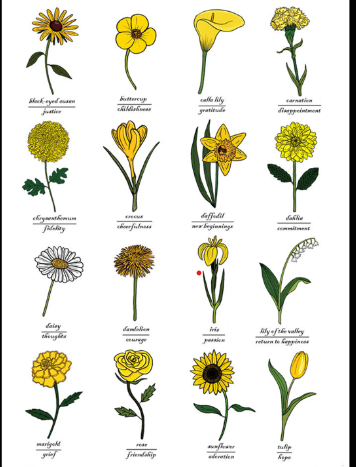 black-eyed susan
justice
buttercup
childishness
calla lily
gratitude
carnation
disappointment
chrysanthemum
fidelity
crocus
cheerfulness
daffodil
new beginnings
dahlia
commitment
daisy
thoughts
dandelion
courage
iris
passion
lily of the valley
return to happiness
marigold
grief
rose
friendship
sunflower
adoration
tulip
hope